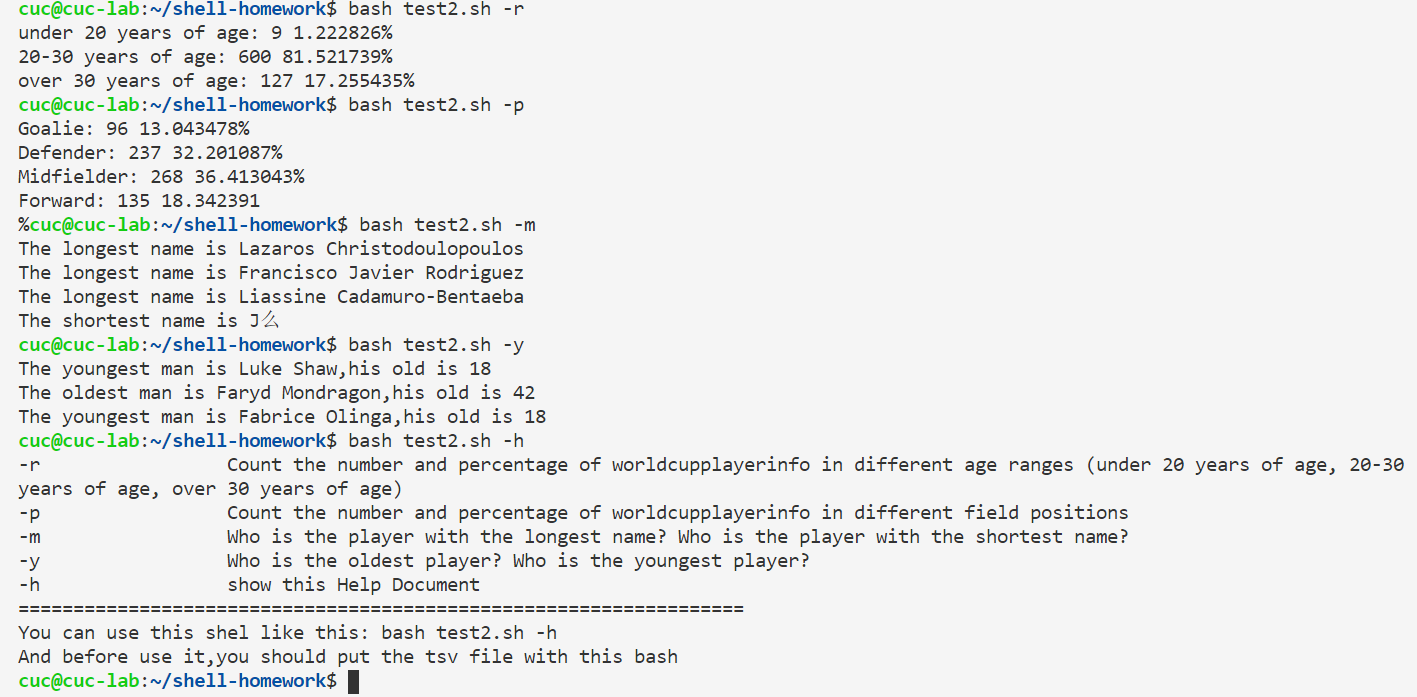 cuc@cuc-lab:~/shell-homework$ bash test2.sh -r
under 20 years of age: 9 1.222826%
20-30 years of age: 600 81.521739%
over 30 years of age: 127 17.255435%
cuc@cuc-lab:~/shell-homework$ bash test2.sh -p
Goalie: 96 13.043478%
Defender: 237 32.201087%
Midfielder: 268 36.413043%
Forward: 135 18.342391
%cuc@cuc-lab:~/shell-homework$ bash test2.sh -m
The longest name is Lazaros Christodoulopoulos
The longest name is Francisco Javier Rodriguez
The longest name is Liassine Cadamuro-Bentaeba
The shortest name is J么
cuc@cuc-lab:~/shell-homework$ bash test2.sh -y
The youngest man is Luke Shaw,his old is 18
The oldest man is Faryd Mondragon,his old is 42
The youngest man is Fabrice Olinga,his old is 18
cuc@cuc-lab:~/shell-homework$ bash test2.sh -h
-r                 Count the number and percentage of worldcupplayerinfo in different age ranges (under 20 years of age, 20-30
years of age, over 30 years of age)
-p                 Count the number and percentage of worldcupplayerinfo in different field positions
-m                 Who is the player with the longest name? Who is the player with the shortest name?
-y                 Who is the oldest player? Who is the youngest player?
-h                 show this Help Document
==================================================================
You can use this shel like this: bash test2.sh -h
And before use it,you should put the tsv file with this bash
cuc@cuc-lab:~/shell-homework$